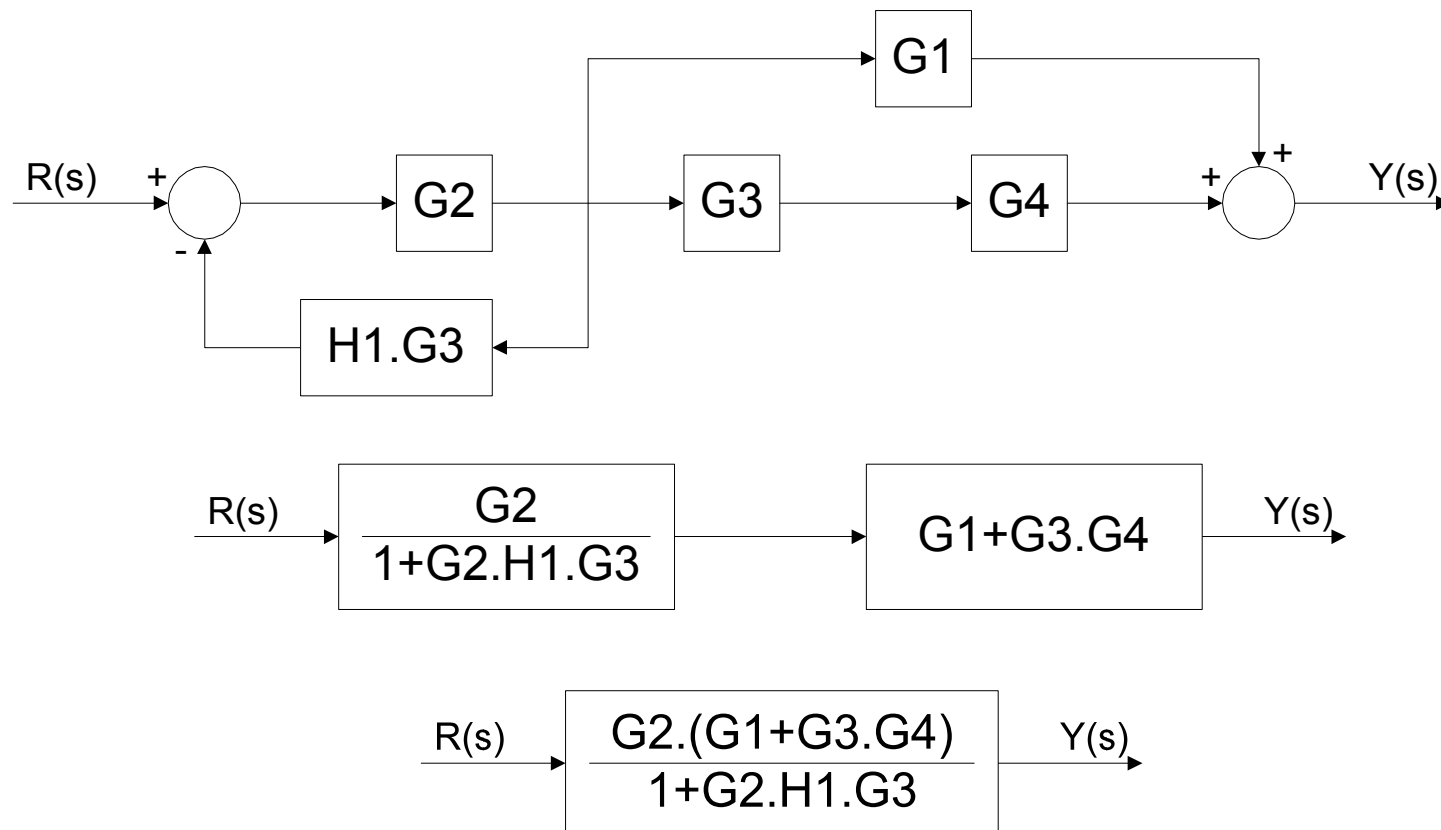 G1
R(s)
+
G2
G3
G4
+
+
Y(s)
-
H1.G3
R(s)
G2
1+G2.H1.G3
G1+G3.G4
Y(s)
R(s)
G2.(G1+G3.G4)
1+G2.H1.G3
Y(s)